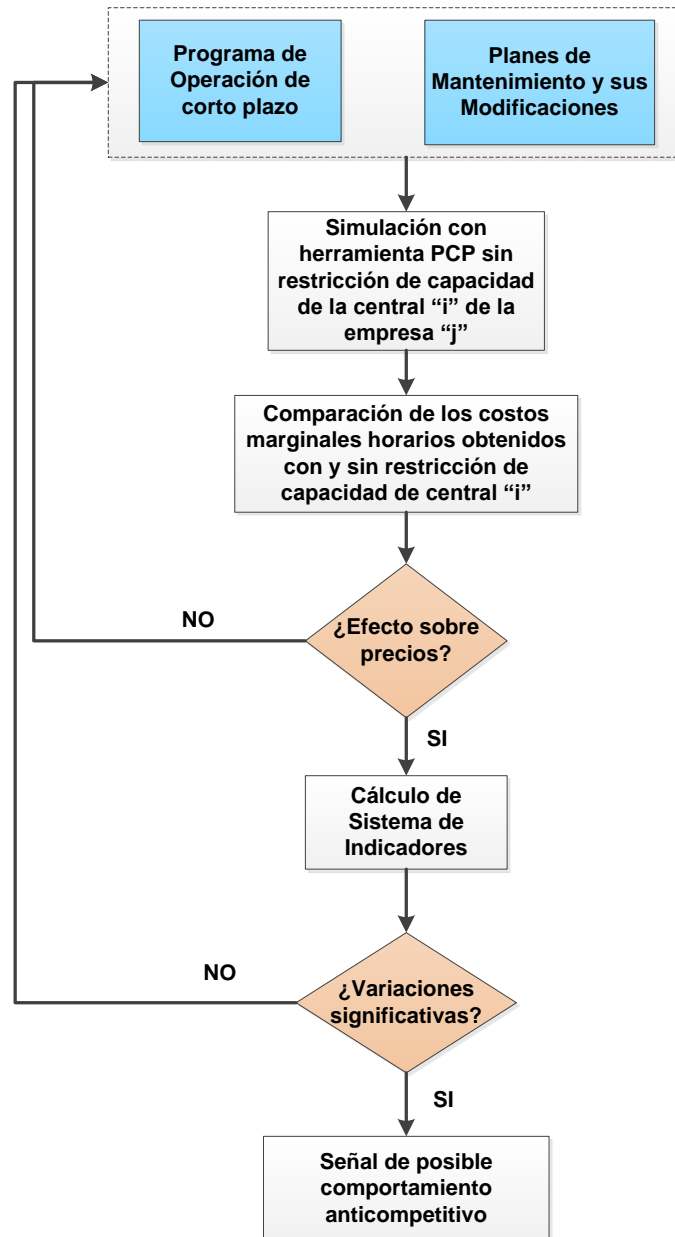 Programa de
Operación de
corto plazo
Planes de
Mantenimiento y sus
Modificaciones
Simulación con
herramienta PCP sin
restricción de capacidad
de la central “i” de la
empresa “j”
Comparación de los costos
marginales horarios obtenidos
con y sin restricción de
capacidad de central “i”
¿Efecto sobre
precios?
NO
SI
Cálculo de
Sistema de
Indicadores
¿Variaciones
significativas?
NO
SI
Señal de posible
comportamiento
anticompetitivo